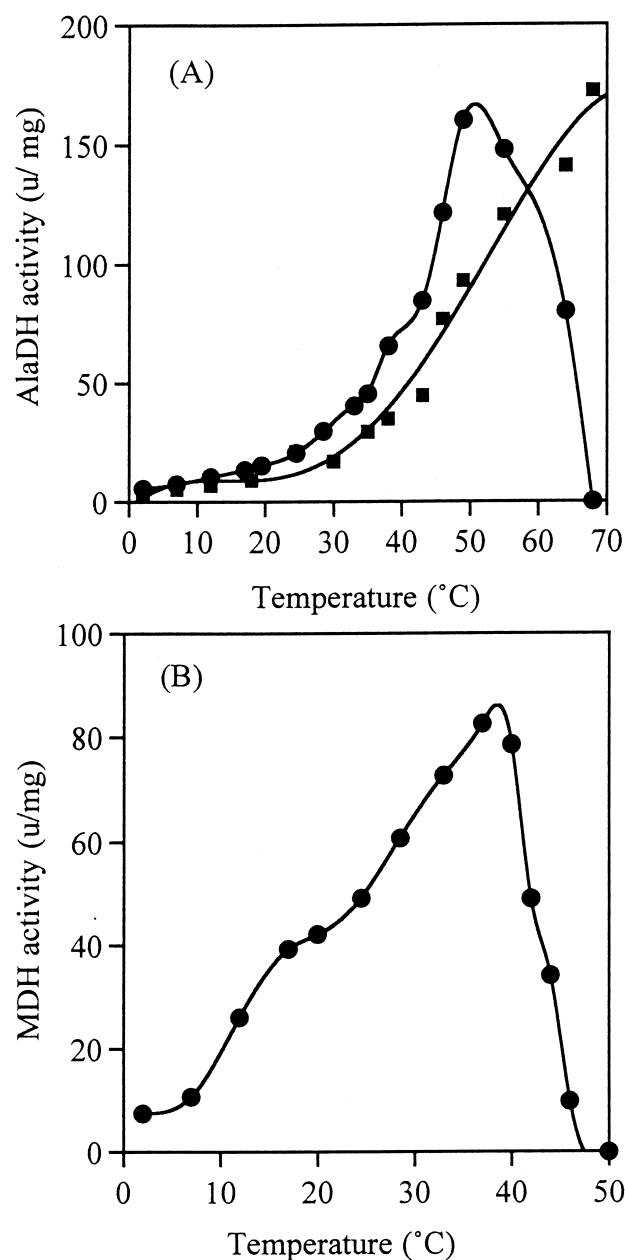 200
(A)
150
100
50
0
AlaDH activity (u/ mg)
0 10 20 30 40 50 60 70
Temperature (˚C)
100
(B)
80
60
40
20
0
MDH activity (u/mg)
0 10 20 30 40 50
Temperature (˚C)